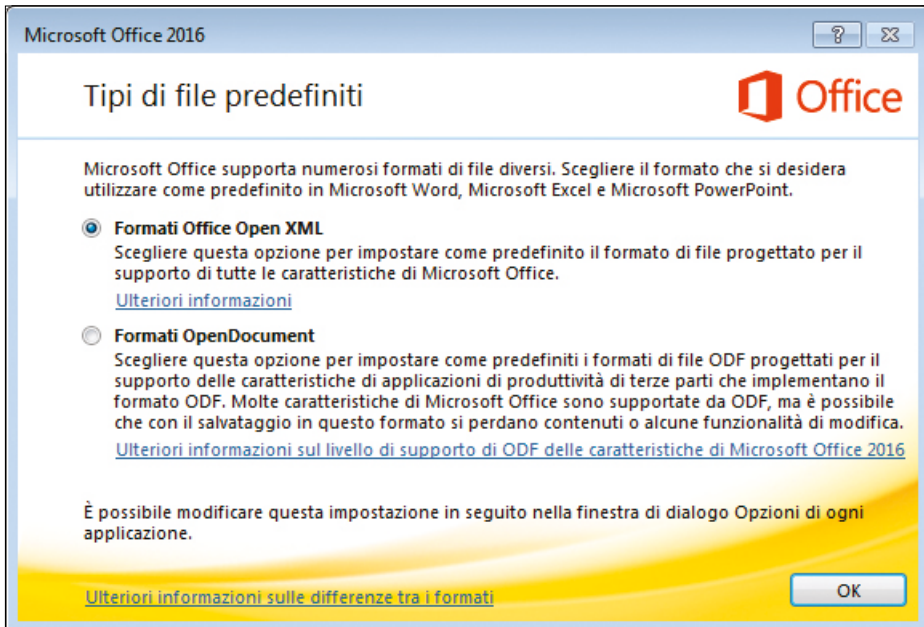 Microsoft Office 2016
Tipi di file predefiniti
Office
Microsoft Office supporta numerosi formati di file diversi. Scegliere il formato che si desidera
utilizzare come predefinito in Microsoft Word, Microsoft Excel e Microsoft PowerPoint.
Formati Office Open XML
Scegliere questa opzione per impostare come predefinito il formato di file progettato per il
supporto di tutte le caratteristiche di Microsoft Office.
Ulteriori informazioni
Formati OpenDocument
Scegliere questa opzione per impostare come predefiniti i formati di file ODF progettati per il
supporto delle caratteristiche di applicazioni di produttività di terze parti che implementano il
formato ODF. Molte caratteristiche di Microsoft Office sono supportate da ODF, ma è possibile
che con il salvataggio in questo formato si perdano contenuti o alcune funzionalità di modifica.
Ulteriori informazioni sul livello di supporto di ODF delle caratteristiche di Microsoft Office 2016
È possibile modificare questa impostazione in seguito nella finestra di dialogo Opzioni di ogni
applicazione.
Ulteriori informazioni sulle differenze tra i formati
OK